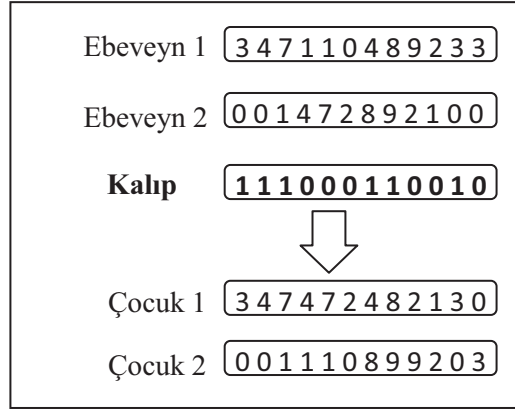 Ebeveyn 1 3 4 7 1 1 0 4 8 9 2 3 3
Ebeveyn 2 0 0 1 4 7 2 8 9 2 1 0 0
Kalıp 1 1 1 0 0 0 1 1 0 0 1 0
Çocuk 1 3 4 7 4 7 2 4 8 2 1 3 0
Çocuk 2 0 0 1 1 1 0 8 9 9 2 0 3